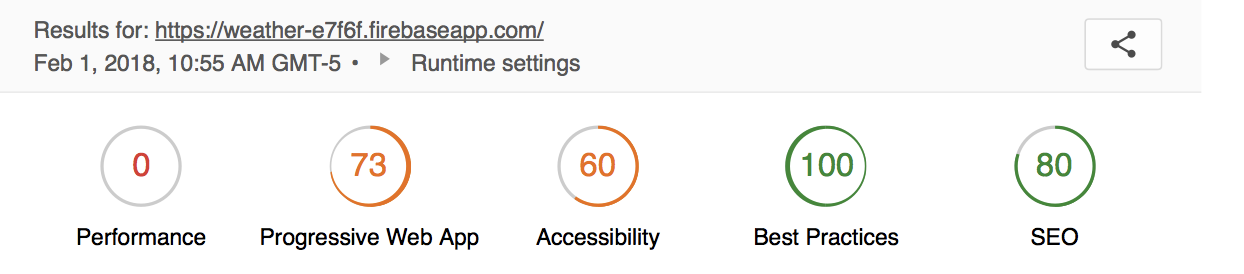 Results for: https://weather-e7f6f.firebaseapp.com/
Feb 1, 2018, 10:55 AM GMT-5 • Runtime settings
0 73 60 100 80
Performance Progressive Web App Accessibility Best Practices SEO